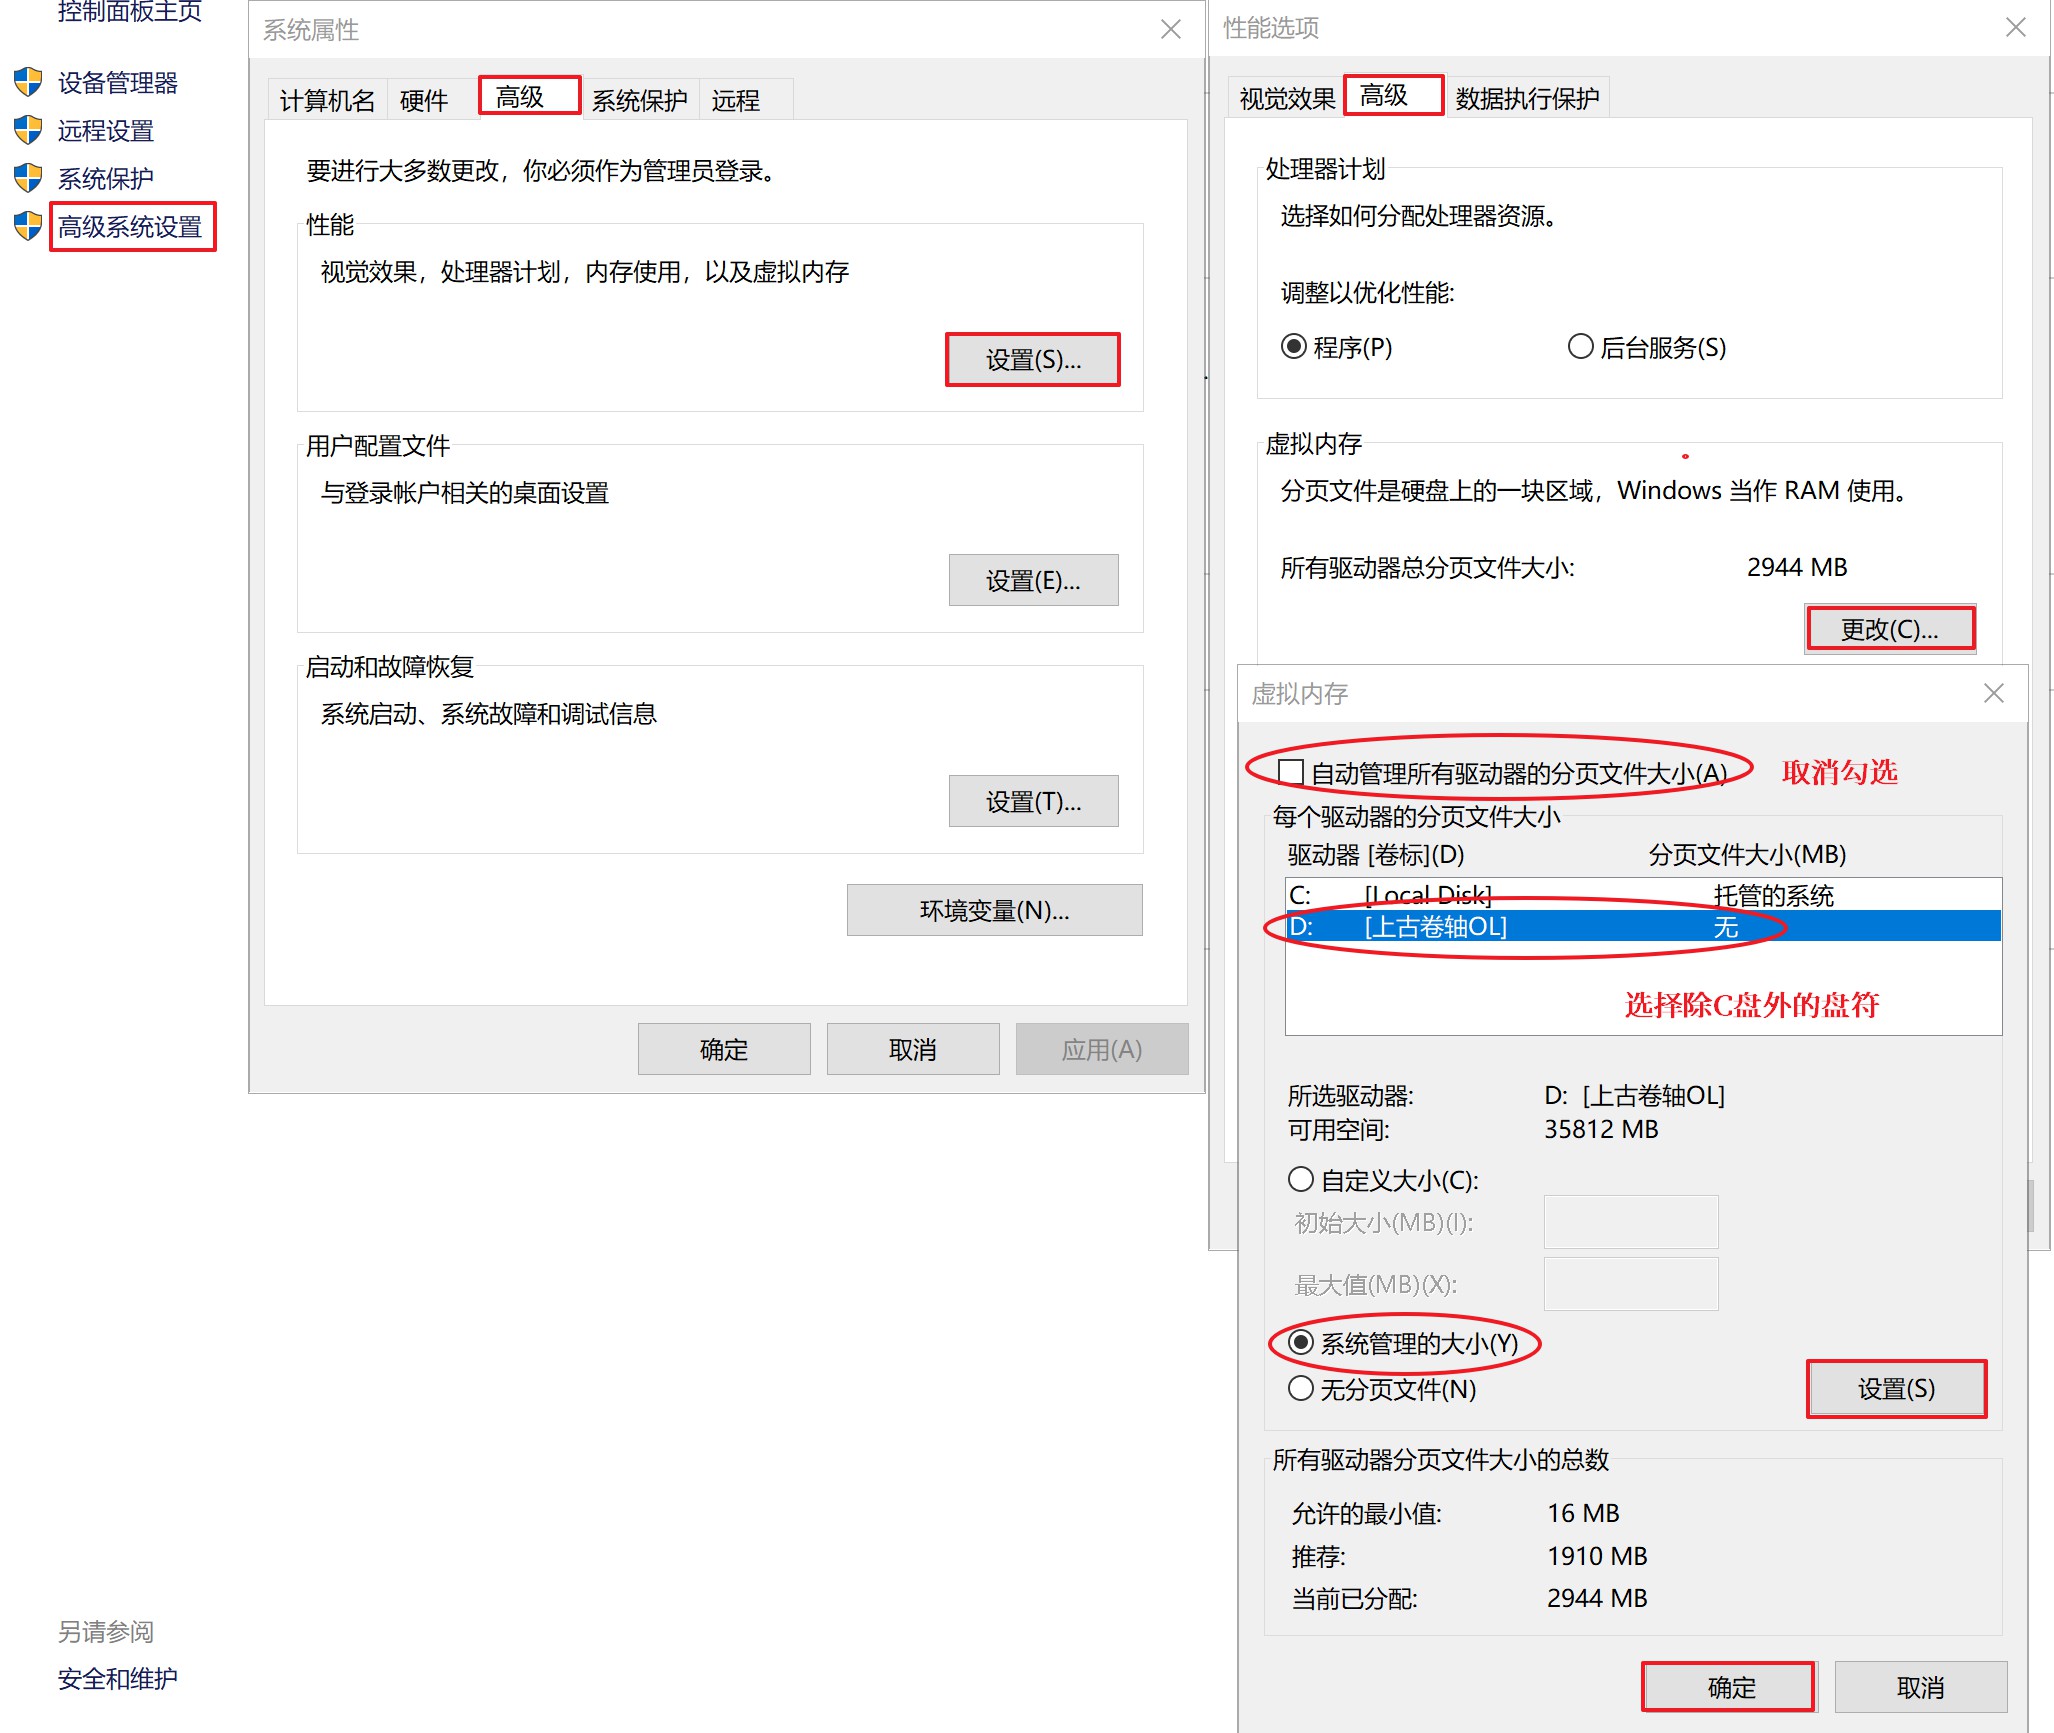 控制面板主页
设备管理器
远程设置
系统保护
高级系统设置
另请参阅
安全和维护
系统属性
计算机名 硬件 高级 系统保护 远程
要进行大多数更改，你必须作为管理员登录。
性能
视觉效果，处理器计划，内存使用，以及虚拟内存
设置(S)...
用户配置文件
与登录帐户相关的桌面设置
设置(E)...
启动和故障恢复
系统启动、系统故障和调试信息
设置(T)...
环境变量(N)...
确定 取消 应用(A)
性能选项
视觉效果 高级 数据执行保护
处理器计划
选择如何分配处理器资源。
调整以优化性能:
程序(P) 后台服务(S)
虚拟内存
分页文件是硬盘上的一块区域，Windows 当作 RAM 使用。
所有驱动器总分页文件大小: 2944 MB
更改(C)...
虚拟内存
自动管理所有驱动器的分页文件大小(A) 取消勾选
每个驱动器的分页文件大小
驱动器 [卷标](D) 分页文件大小(MB)
C: [Local Disk] 托管的系统
D: [上古卷轴OL] 无
选择除C盘外的盘符
所选驱动器: D: [上古卷轴OL]
可用空间: 35812 MB
自定义大小(C):
初始大小(MB)(I):
最大值(MB)(X):
系统管理的大小(Y)
无分页文件(N) 设置(S)
所有驱动器分页文件大小的总数
允许的最小值: 16 MB
推荐: 1910 MB
当前已分配: 2944 MB
确定 取消